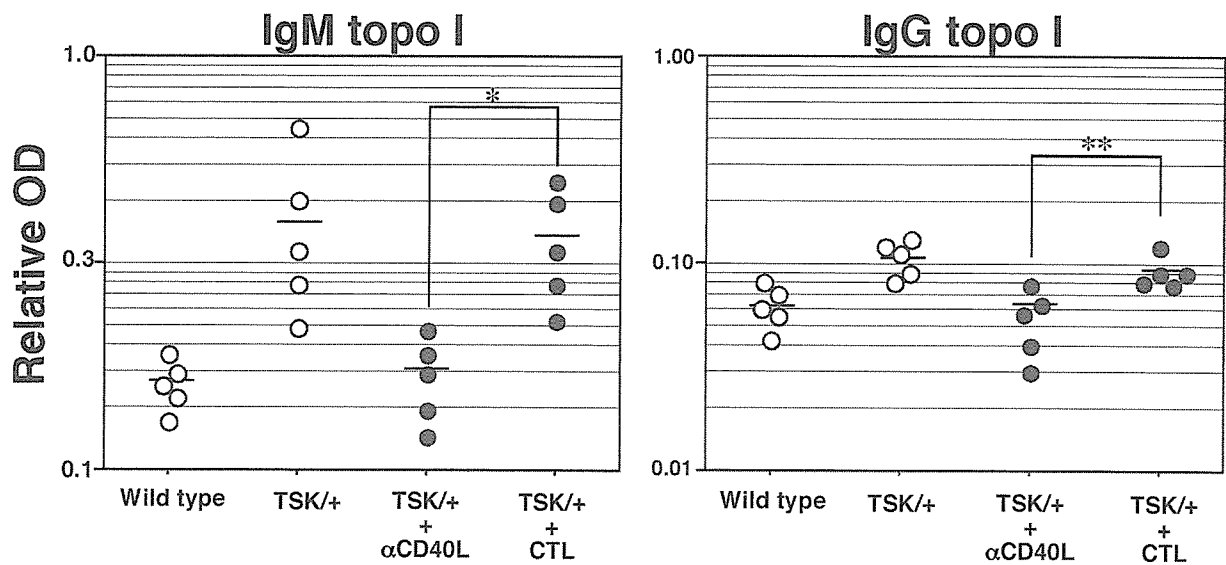 IgM topo I
IgG topo I
Relative OD
1.0
0.3
0.1
*
Wild type
TSK/+
TSK/+
+
αCD40L
TSK/+
+
CTL
1.00
0.10
0.01
**
Wild type
TSK/+
TSK/+
+
αCD40L
TSK/+
+
CTL